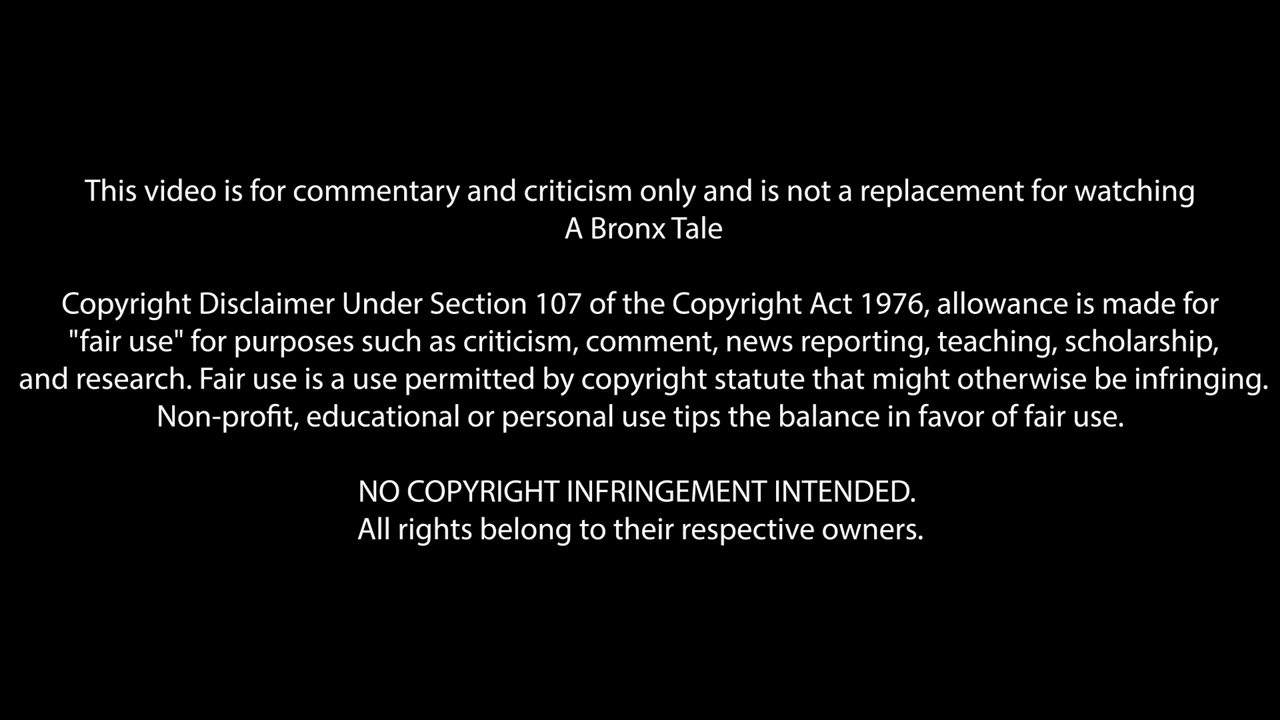 This video is for commentary and criticism only and is not a replacement for watching
A Bronx Tale
Copyright Disclaimer Under Section 107 of the Copyright Act 1976, allowance is made for
"fair use" for purposes such as criticism, comment, news reporting, teaching, scholarship,
and research. Fair use is a use permitted by copyright statute that might otherwise be infringing.
Non-profit, educational or personal use tips the balance in favor of fair use.
NO COPYRIGHT INFRINGEMENT INTENDED.
All rights belong to their respective owners.